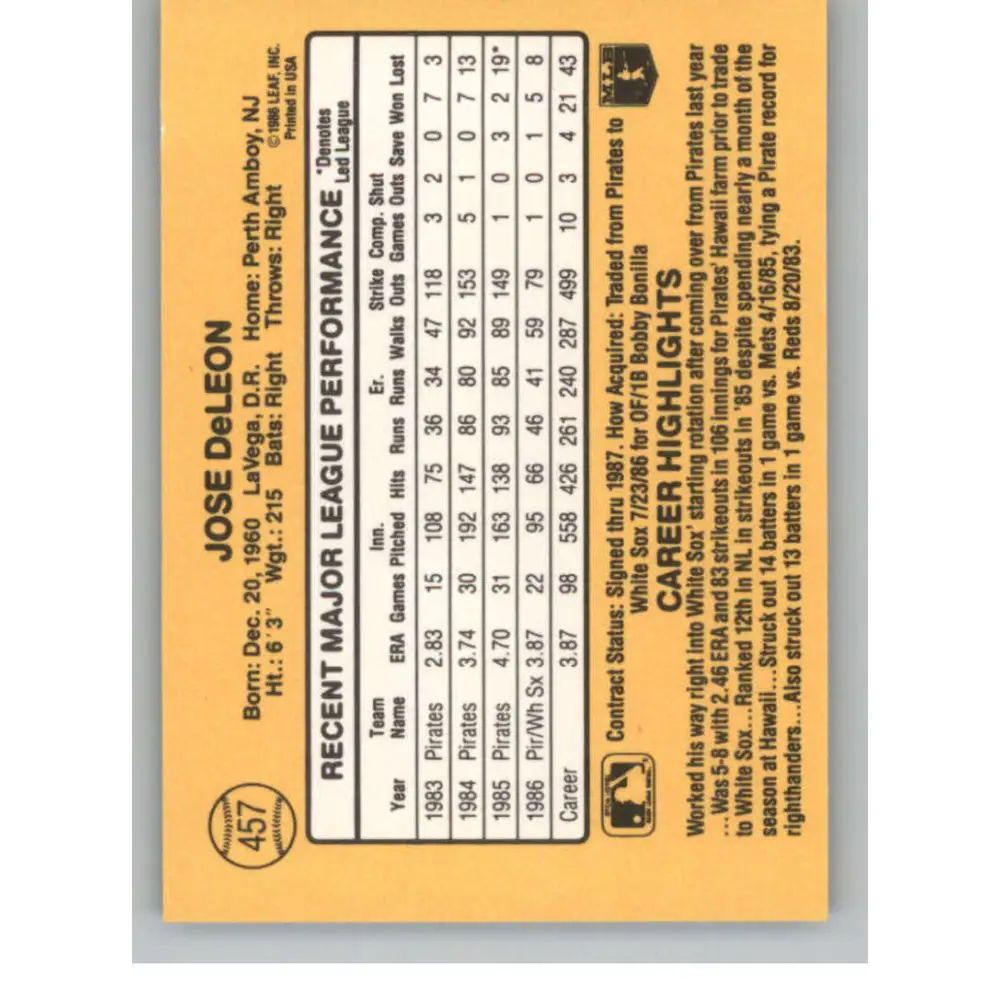 457
JOSE DeLEON
Born: Dec. 20, 1960 LaVega, D.R. Home: Perth Amboy, NJ
Ht.: 6'3" Wgt.: 215 Bats: Right Throws: Right
©1986 LEAF, INC.
Printed in USA
RECENT MAJOR LEAGUE PERFORMANCE *Denotes Led League
Year Team Name ERA Games Inn. Pitched Hits Runs Er. Runs Walks Strike Outs Comp. Games Shut Outs Save Won Lost
1983 Pirates 2.83 15 108 75 36 34 47 118 3 2 0 7 3
1984 Pirates 3.74 30 192 147 86 80 92 153 5 1 0 7 13
1985 Pirates 4.70 31 163 138 93 85 89 149 1 0 3 2 19*
1986 Pir/Wh Sx 3.87 22 95 66 46 41 59 79 1 0 1 5 8
Career 3.87 98 558 426 261 240 287 499 10 3 4 21 43
Contract Status: Signed thru 1987. How Acquired: Traded from Pirates to
White Sox 7/23/86 for OF/1B Bobby Bonilla
MLB
CAREER HIGHLIGHTS
Worked his way right into White Sox' starting rotation after coming over from Pirates last year
...Was 5-8 with 2.46 ERA and 83 strikeouts in 106 innings for Pirates' Hawaii farm prior to trade
to White Sox...Ranked 12th in NL in strikeouts in '85 despite spending nearly a month of the
season at Hawaii...Struck out 14 batters in 1 game vs. Mets 4/16/85, tying a Pirate record for
righthanders...Also struck out 13 batters in 1 game vs. Reds 8/20/83.